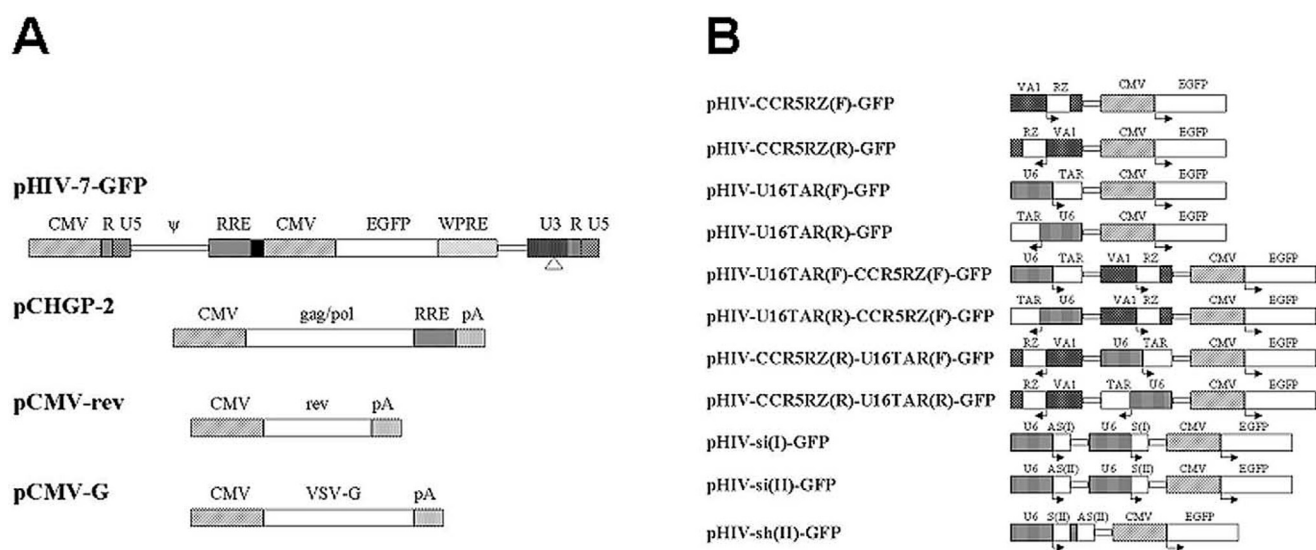 A
pHIV-7-GFP
CMV R U5 ψ RRE CMV EGFP WPRE U3 R U5
pCHGP-2
CMV gag/pol RRE pA
pCMV-rev
CMV rev pA
pCMV-G
CMV VSV-G pA
B
VA1 RZ CMV EGFP
pHIV-CCR5RZ(F)-GFP
RZ VA1 CMV EGFP
pHIV-CCR5RZ(R)-GFP
U6 TAR CMV EGFP
pHIV-U16TAR(F)-GFP
TAR U6 CMV EGFP
pHIV-U16TAR(R)-GFP
U6 TAR VA1 RZ CMV EGFP
pHIV-U16TAR(F)-CCR5RZ(F)-GFP
TAR U6 VA1 RZ CMV EGFP
pHIV-U16TAR(R)-CCR5RZ(F)-GFP
RZ VA1 U6 TAR CMV EGFP
pHIV-CCR5RZ(R)-U16TAR(F)-GFP
RZ VA1 TAR U6 CMV EGFP
pHIV-CCR5RZ(R)-U16TAR(R)-GFP
U6 AS(I) U6 S(I) CMV EGFP
pHIV-si(I)-GFP
U6 AS(II) U6 S(II) CMV EGFP
pHIV-si(II)-GFP
U6 S(II) AS(II) CMV EGFP
pHIV-sh(II)-GFP